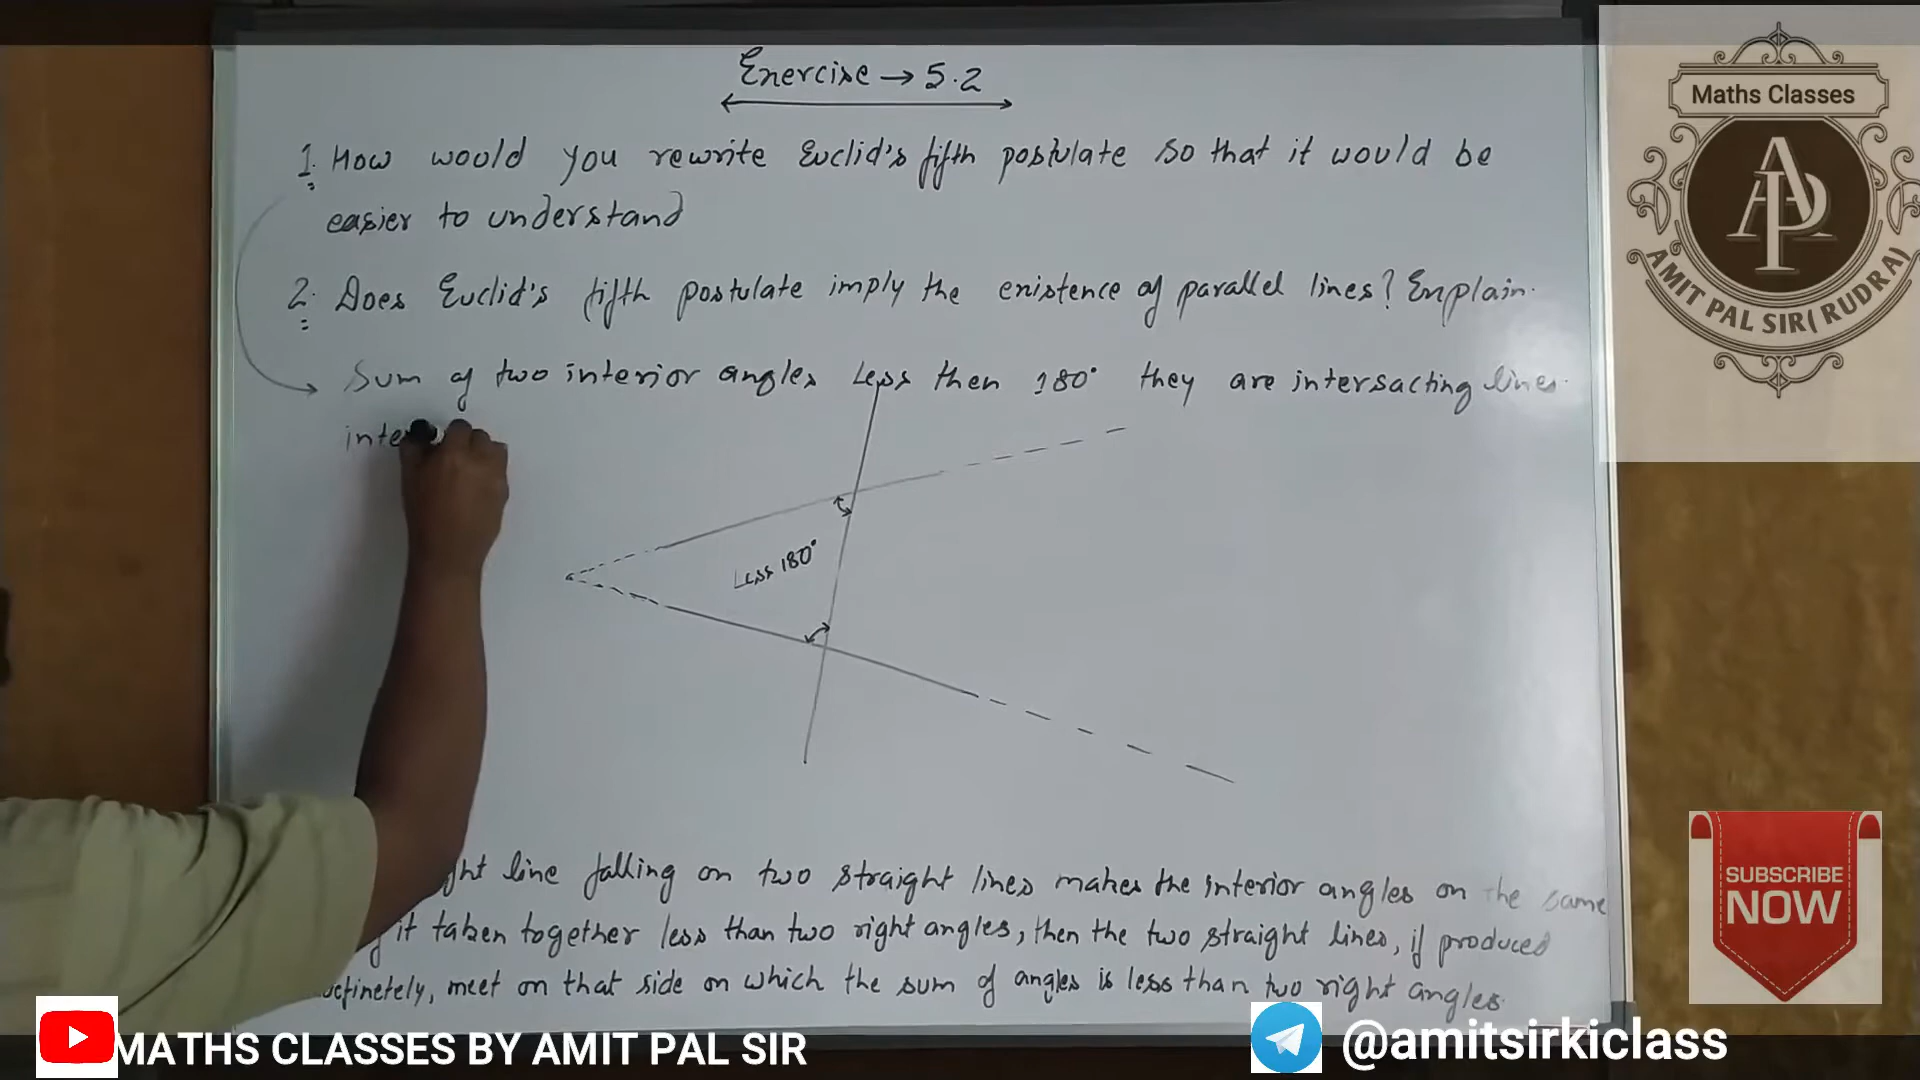 Exercise → 5.2
1. How would you rewrite Euclid's fifth postulate so that it would be
easier to understand
2. Does Euclid's fifth postulate imply the existence of parallel lines? Explain.
Sum of two interior angles Less then 180° they are intersacting lines.
inte
Less 180°
line falling on two straight lines makes the interior angles on the same
it taken together less than two right angles, then the two straight lines, if produced
meet on that side on which the sum of angles is less than two right angles.
Maths Classes
AP
AMIT PAL SIR( RUDRA)
SUBSCRIBE
NOW
MATHS CLASSES BY AMIT PAL SIR
@amitsirkiclass